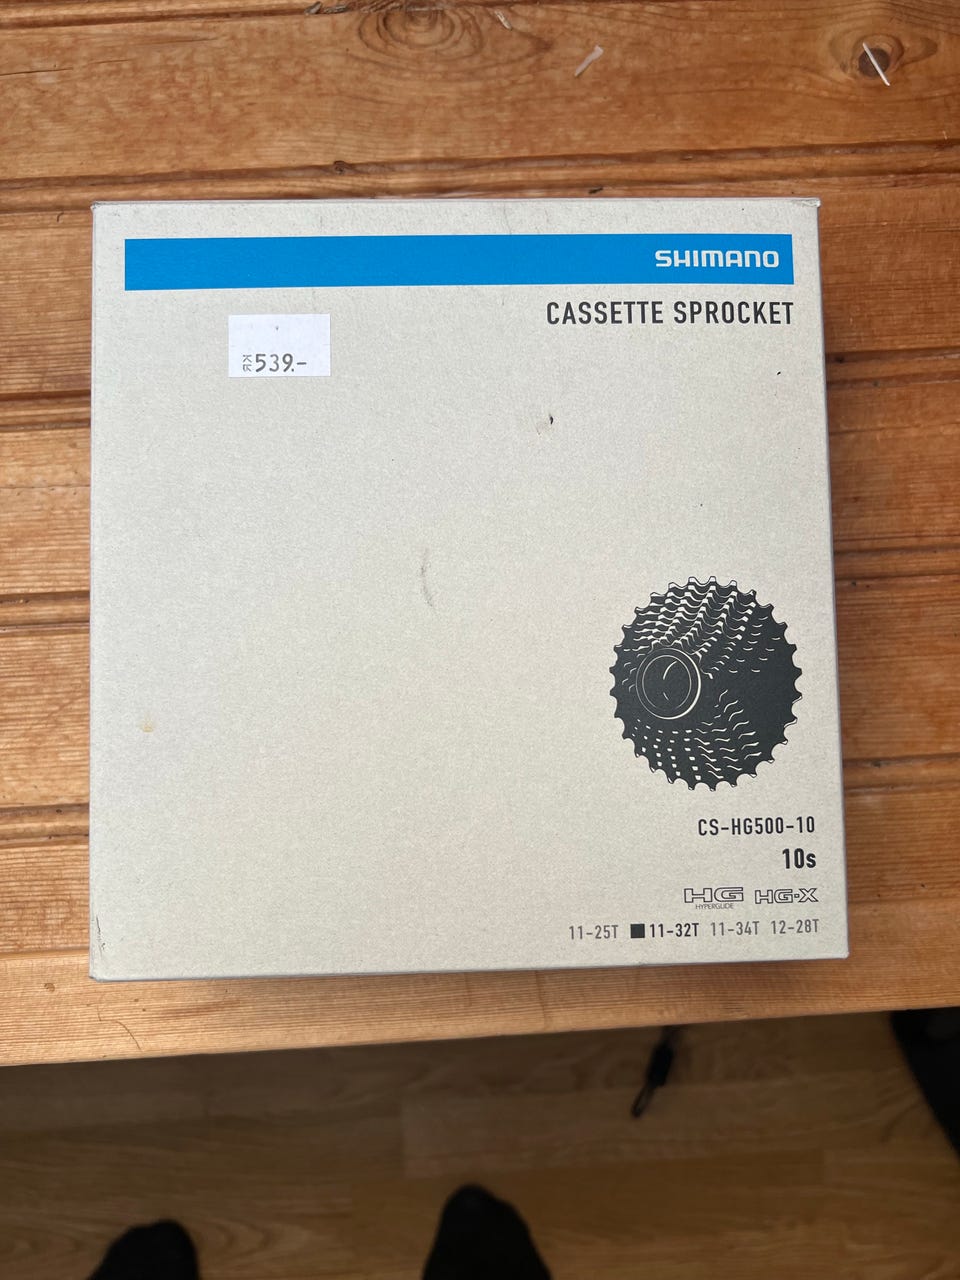 SHIMANO
CASSETTE SPROCKET
KR 539.-
CS-HG500-10
10s
HG HG-X
HYPERGLIDE
11-25T ■11-32T 11-34T 12-28T